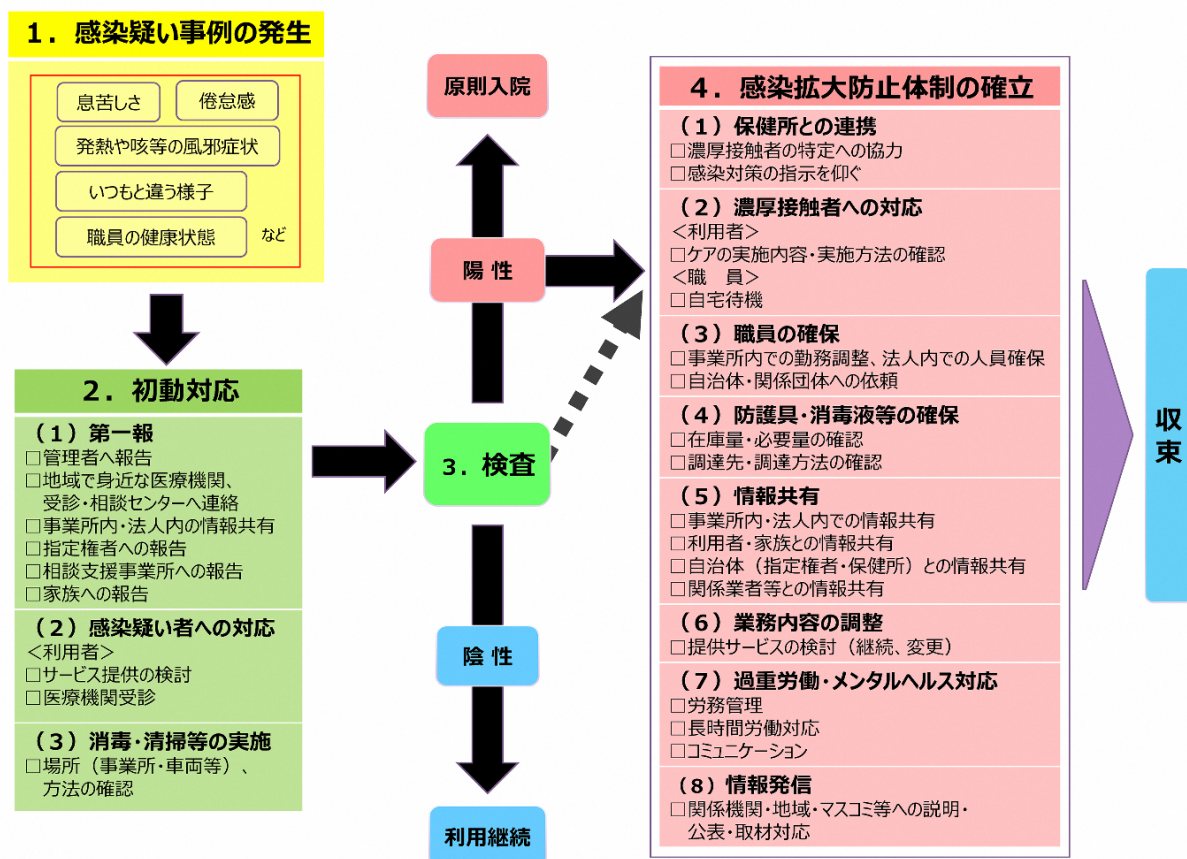 1．感染疑い事例の発生
息苦しさ
倦怠感
発熱や咳等の風邪症状
いつもと違う様子
職員の健康状態
など
2．初動対応
（1）第一報
□管理者へ報告
□地域で身近な医療機関、
受診・相談センターへ連絡
□事業所内・法人内の情報共有
□指定権者への報告
□相談支援事業所への報告
□家族への報告
（2）感染疑い者への対応
＜利用者＞
□サービス提供の検討
□医療機関受診
（3）消毒・清掃等の実施
□場所（事業所・車両等）、
方法の確認
原則入院
陽 性
3．検査
陰 性
利用継続
4．感染拡大防止体制の確立
（1）保健所との連携
□濃厚接触者の特定への協力
□感染対策の指示を仰ぐ
（2）濃厚接触者への対応
＜利用者＞
□ケアの実施内容・実施方法の確認
＜職　員＞
□自宅待機
（3）職員の確保
□事業所内での勤務調整、法人内での人員確保
□自治体・関係団体への依頼
（4）防護具・消毒液等の確保
□在庫量・必要量の確認
□調達先・調達方法の確認
（5）情報共有
□事業所内・法人内での情報共有
□利用者・家族との情報共有
□自治体（指定権者・保健所）との情報共有
□関係業者等との情報共有
（6）業務内容の調整
□提供サービスの検討（継続、変更）
（7）過重労働・メンタルヘルス対応
□労務管理
□長時間労働対応
□コミュニケーション
（8）情報発信
□関係機関・地域・マスコミ等への説明・
公表・取材対応
収束